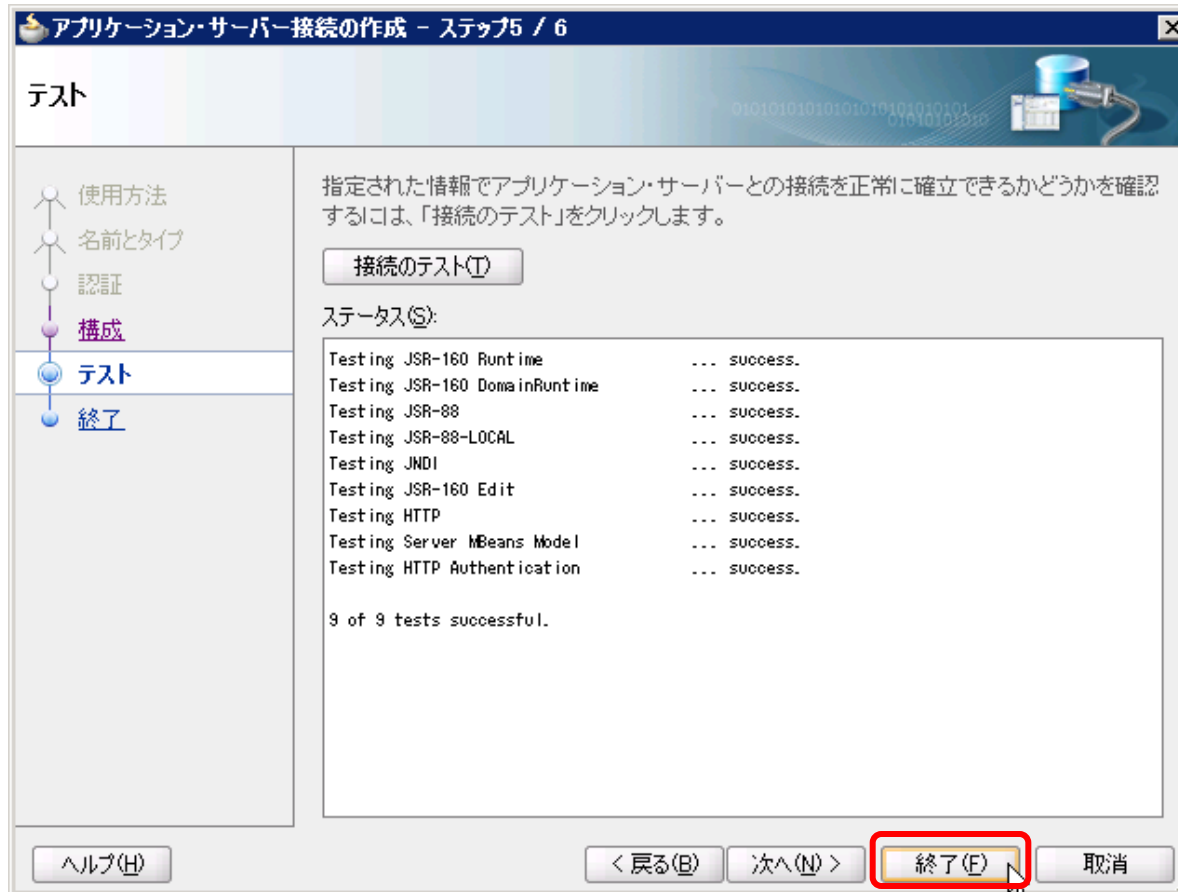 アプリケーション・サーバー接続の作成 - ステップ5 / 6
テスト
使用方法
名前とタイプ
認証
構成
テスト
終了
指定された情報でアプリケーション・サーバーとの接続を正常に確立できるかどうかを確認
するには、「接続のテスト」をクリックします。
接続のテスト(T)
ステータス(S):
Testing JSR-160 Runtime ... success.
Testing JSR-160 DomainRuntime ... success.
Testing JSR-88 ... success.
Testing JSR-88-LOCAL ... success.
Testing JNDI ... success.
Testing JSR-160 Edit ... success.
Testing HTTP ... success.
Testing Server MBeans Model ... success.
Testing HTTP Authentication ... success.
9 of 9 tests successful.
ヘルプ(H)
< 戻る(B)
次へ(N) >
終了(F)
取消